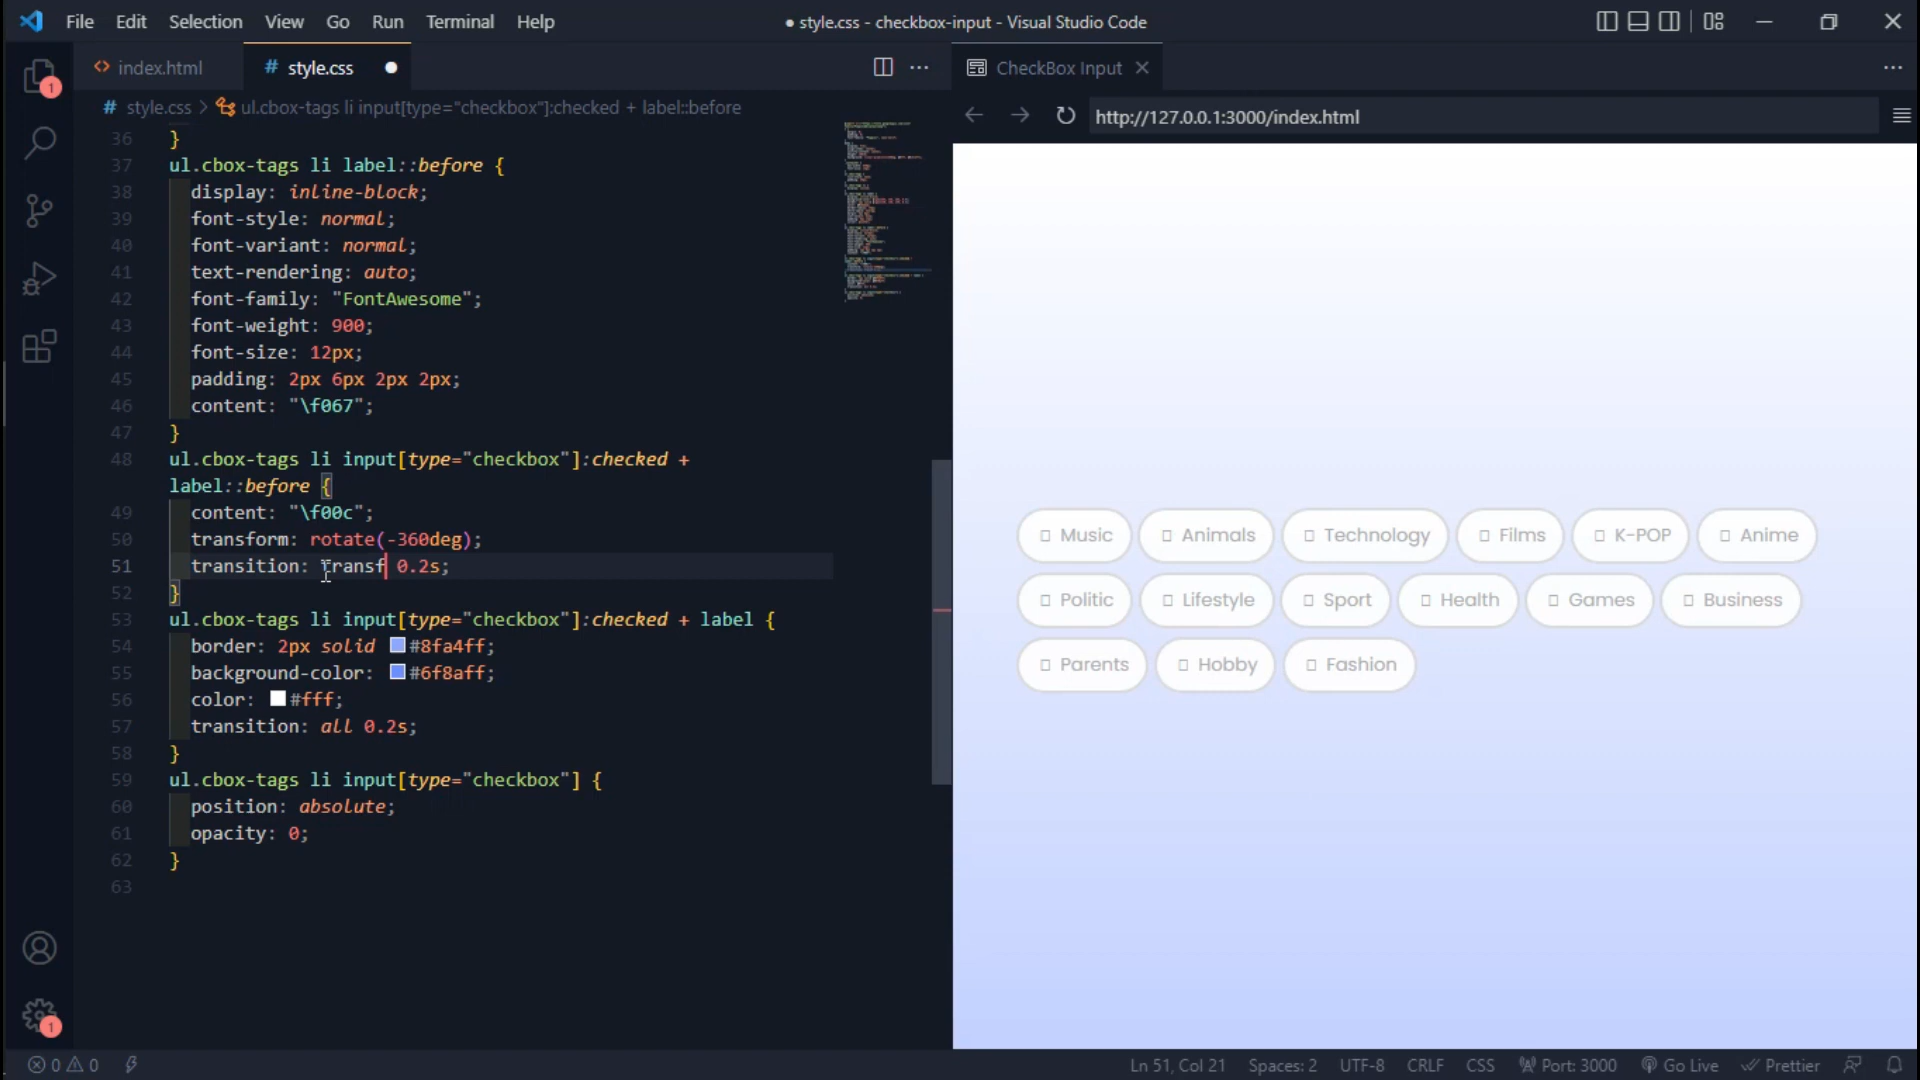 File Edit Selection View Go Run Terminal Help
● style.css - checkbox-input - Visual Studio Code
index.html
# style.css ●
CheckBox Input
# style.css > ul.cbox-tags li input[type="checkbox"]:checked + label::before
http://127.0.0.1:3000/index.html
36 }
37 ul.cbox-tags li label::before {
38 display: inline-block;
39 font-style: normal;
40 font-variant: normal;
41 text-rendering: auto;
42 font-family: "FontAwesome";
43 font-weight: 900;
44 font-size: 12px;
45 padding: 2px 6px 2px 2px;
46 content: "\f067";
47 }
48 ul.cbox-tags li input[type="checkbox"]:checked +
label::before {
49 content: "\f00c";
50 transform: rotate(-360deg);
51 transition: transf 0.2s;
52 }
53 ul.cbox-tags li input[type="checkbox"]:checked + label {
54 border: 2px solid #8fa4ff;
55 background-color: #6f8aff;
56 color: #fff;
57 transition: all 0.2s;
58 }
59 ul.cbox-tags li input[type="checkbox"] {
60 position: absolute;
61 opacity: 0;
62 }
63
1
1
Music Animals Technology Films K-POP Anime
Politic Lifestyle Sport Health Games Business
Parents Hobby Fashion
0 0 Ln 51, Col 21 Spaces: 2 UTF-8 CRLF CSS Port: 3000 Go Live Prettier